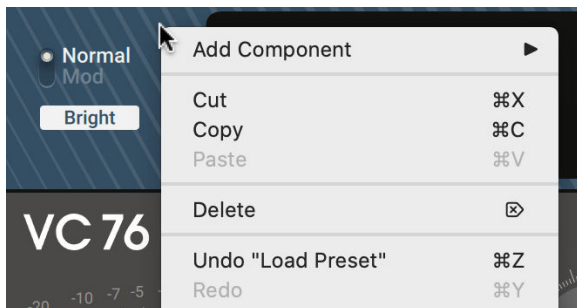 Normal
Mod
Bright
Add Component ▶
Cut ⌘X
Copy ⌘C
Paste ⌘V
Delete ⌦
Undo "Load Preset" ⌘Z
Redo ⌘Y
VC 76
-20 -10 -7 -5